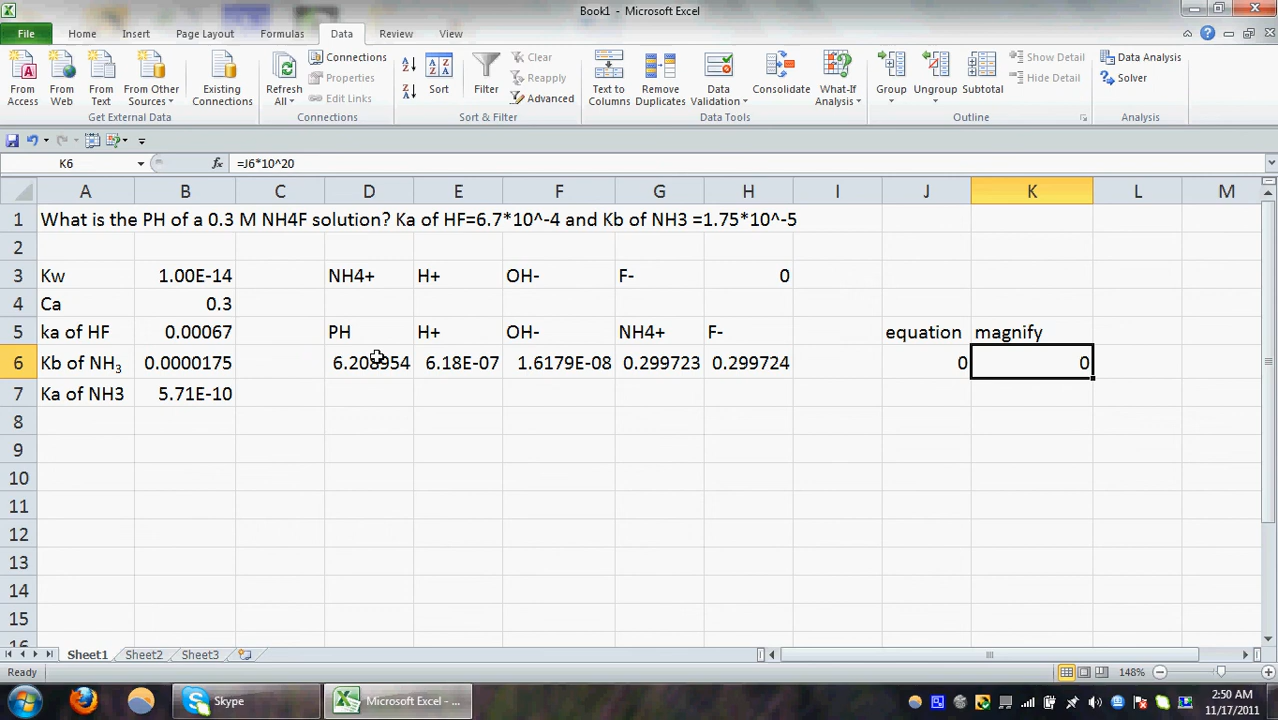 Book1 - Microsoft Excel
File Home Insert Page Layout Formulas Data Review View
From Access
From Web
From Text
From Other Sources
Existing Connections
Get External Data
Refresh All
Connections
Properties
Edit Links
Connections
Sort
Filter
Clear
Reapply
Advanced
Sort & Filter
Text to Columns
Remove Duplicates
Data Validation
Consolidate
What-If Analysis
Data Tools
Group
Ungroup
Subtotal
Show Detail
Hide Detail
Outline
Data Analysis
Solver
Analysis
K6 fx =J6*10^20
A B C D E F G H I J K L M
1 What is the PH of a 0.3 M NH4F solution? Ka of HF=6.7*10^-4 and Kb of NH3 =1.75*10^-5
2
3 Kw 1.00E-14 NH4+ H+ OH- F- 0
4 Ca 0.3
5 ka of HF 0.00067 PH H+ OH- NH4+ F- equation magnify
6 Kb of NH₃ 0.0000175 6.208954 6.18E-07 1.6179E-08 0.299723 0.299724 0 0
7 Ka of NH3 5.71E-10
8
9
10
11
12
13
14
15
16
Sheet1 Sheet2 Sheet3
Ready 148%
Skype Microsoft Excel - ... 2:50 AM
11/17/2011